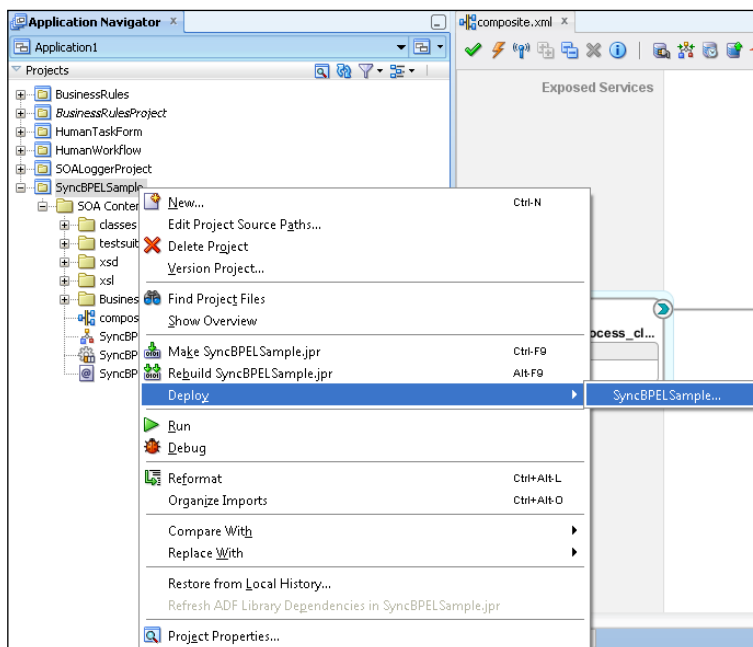 Application Navigator x
composite.xml x
Application1
Projects
Exposed Services
BusinessRules
BusinessRulesProject
HumanTaskForm
HumanWorkflow
SOALoggerProject
SyncBPELSample
SOA Conter
classes
testsuit
xsd
xsl
Busines
compos
SyncBP
SyncBP
SyncBP
New... Ctrl-N
Edit Project Source Paths...
Delete Project
Version Project...
Find Project Files
Show Overview
ocess_cl...
Make SyncBPELSample.jpr Ctrl-F9
Rebuild SyncBPELSample.jpr Alt-F9
Deploy
SyncBPELSample...
Run
Debug
Reformat Ctrl+Alt-L
Organize Imports Ctrl+Alt-O
Compare With
Replace With
Restore from Local History...
Refresh ADF Library Dependencies in SyncBPELSample.jpr
Project Properties...